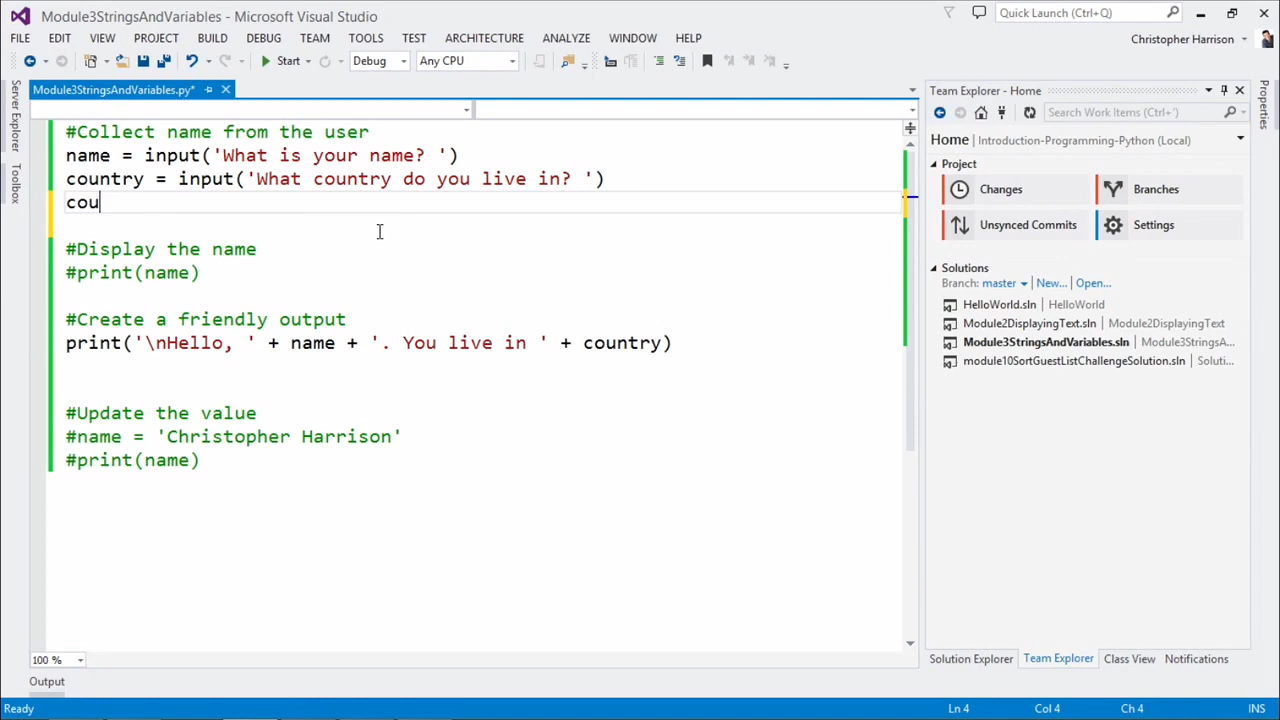 Module3StringsAndVariables - Microsoft Visual Studio
Quick Launch (Ctrl+Q)
FILE EDIT VIEW PROJECT BUILD DEBUG TEAM TOOLS TEST ARCHITECTURE ANALYZE WINDOW HELP
Christopher Harrison
Start Debug Any CPU
Server Explorer
Toolbox
Module3StringsAndVariables.py*
#Collect name from the user
name = input('What is your name? ')
country = input('What country do you live in? ')
cou
#Display the name
#print(name)
#Create a friendly output
print('\nHello, ' + name + '. You live in ' + country)
#Update the value
#name = 'Christopher Harrison'
#print(name)
100 %
Team Explorer - Home
Search Work Items (Ctrl+')
Home | Introduction-Programming-Python (Local)
Project
Changes
Branches
Unsynced Commits
Settings
Solutions
Branch: master | New... | Open...
HelloWorld.sln | HelloWorld
Module2DisplayingText.sln | Module2DisplayingText
Module3StringsAndVariables.sln | Module3StringsA...
module10SortGuestListChallengeSolution.sln | Soluti...
Solution Explorer Team Explorer Class View Notifications
Properties
Output
Ready
Ln 4 Col 4 Ch 4 INS